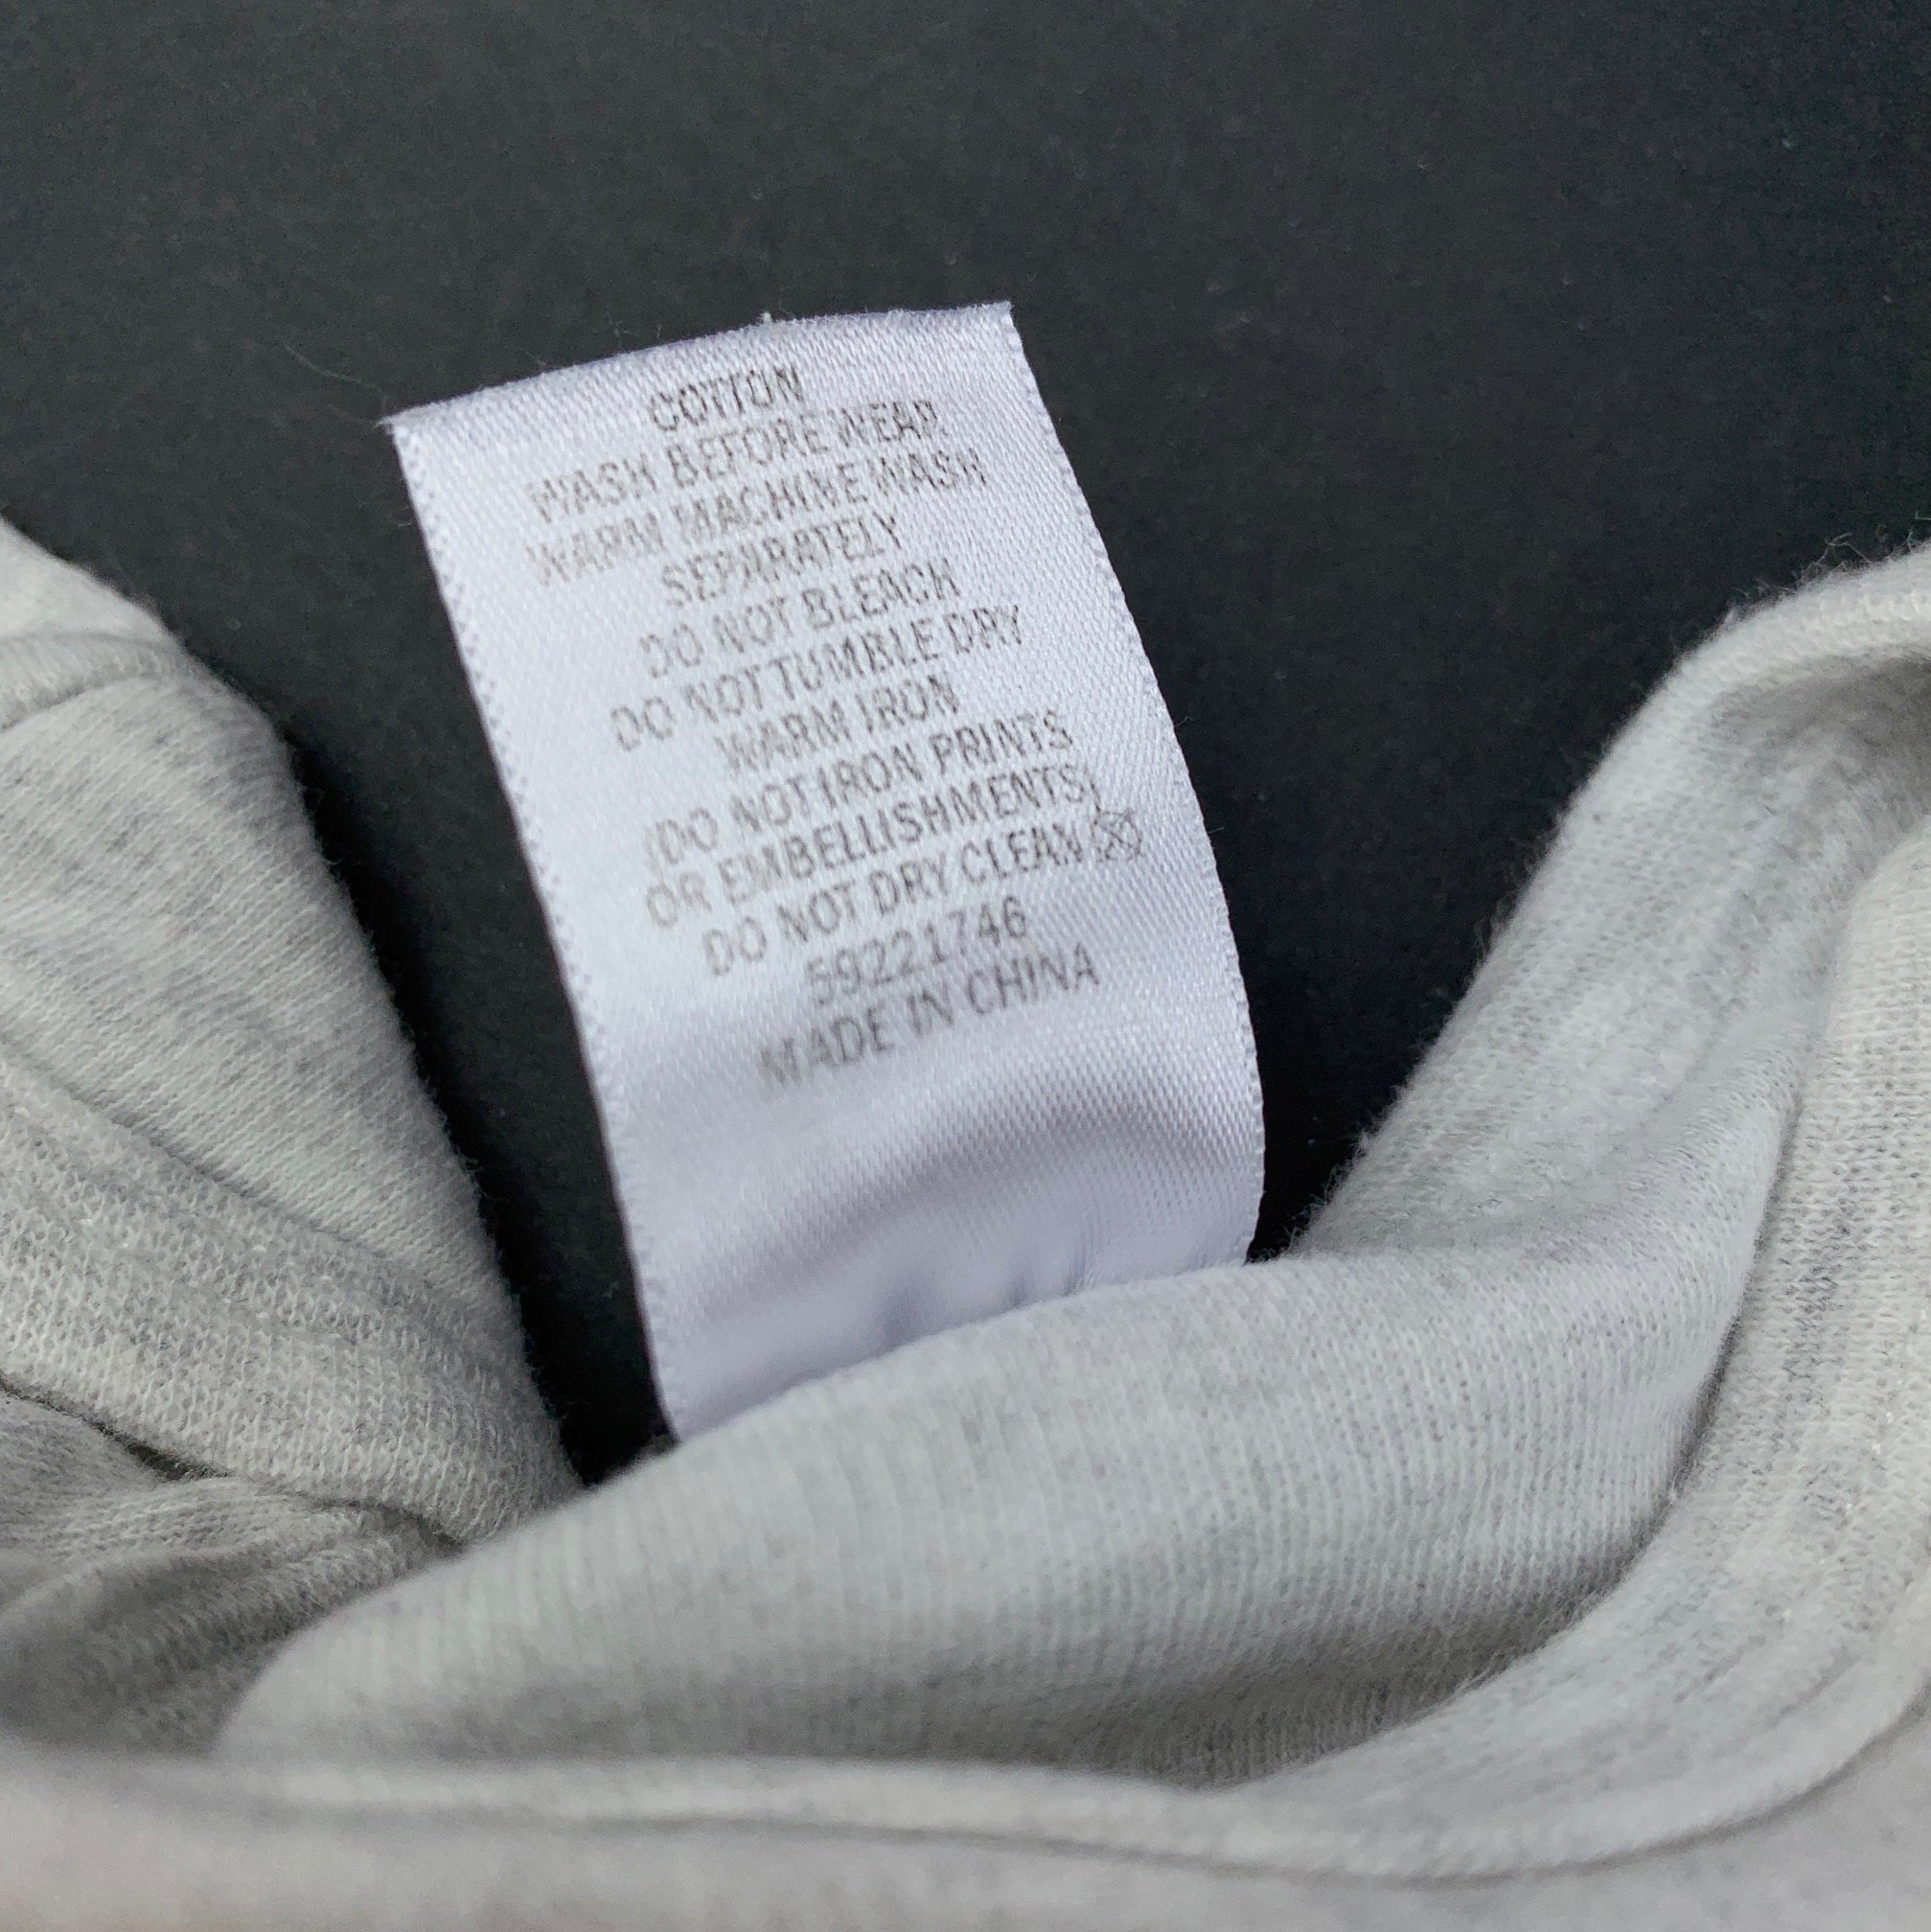 COTTON
WASH BEFORE WEAR
WARM MACHINE WASH
SEPARATELY
DO NOT BLEACH
DO NOT TUMBLE DRY
WARM IRON
(DO NOT IRON PRINTS
OR EMBELLISHMENTS)
DO NOT DRY CLEAN
59221746
MADE IN CHINA